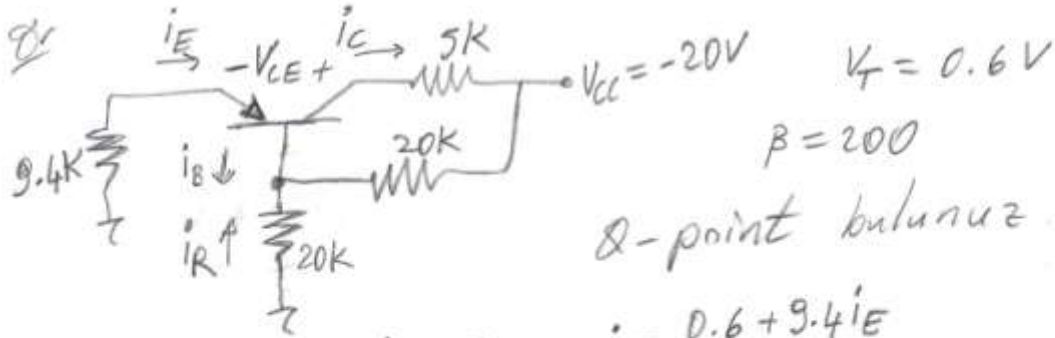 Ör
iE → -VCE + iC → 5K VCC = -20V VT = 0.6 V
9.4K iB ↓ 20K β = 200
iR ↑ 20K Q-point bulunuz
0.6 + 9.4iE